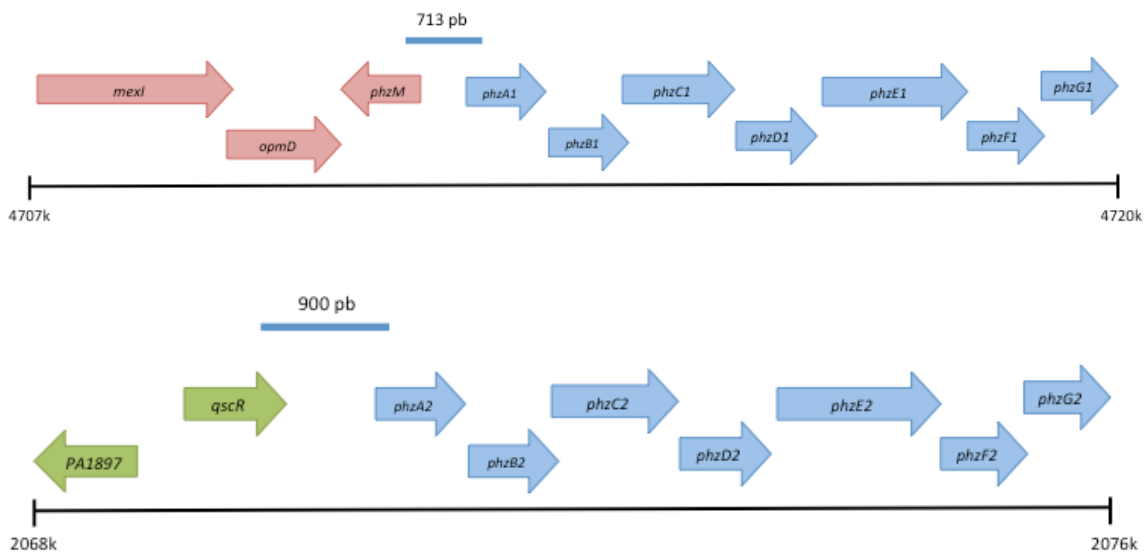 713 pb
mexI
phzM
phzA1
phzC1
phzE1
phzG1
opmD
phzB1
phzD1
phzF1
4707k
4720k
900 pb
qscR
phzA2
phzC2
phzE2
phzG2
PA1897
phzB2
phzD2
phzF2
2068k
2076k